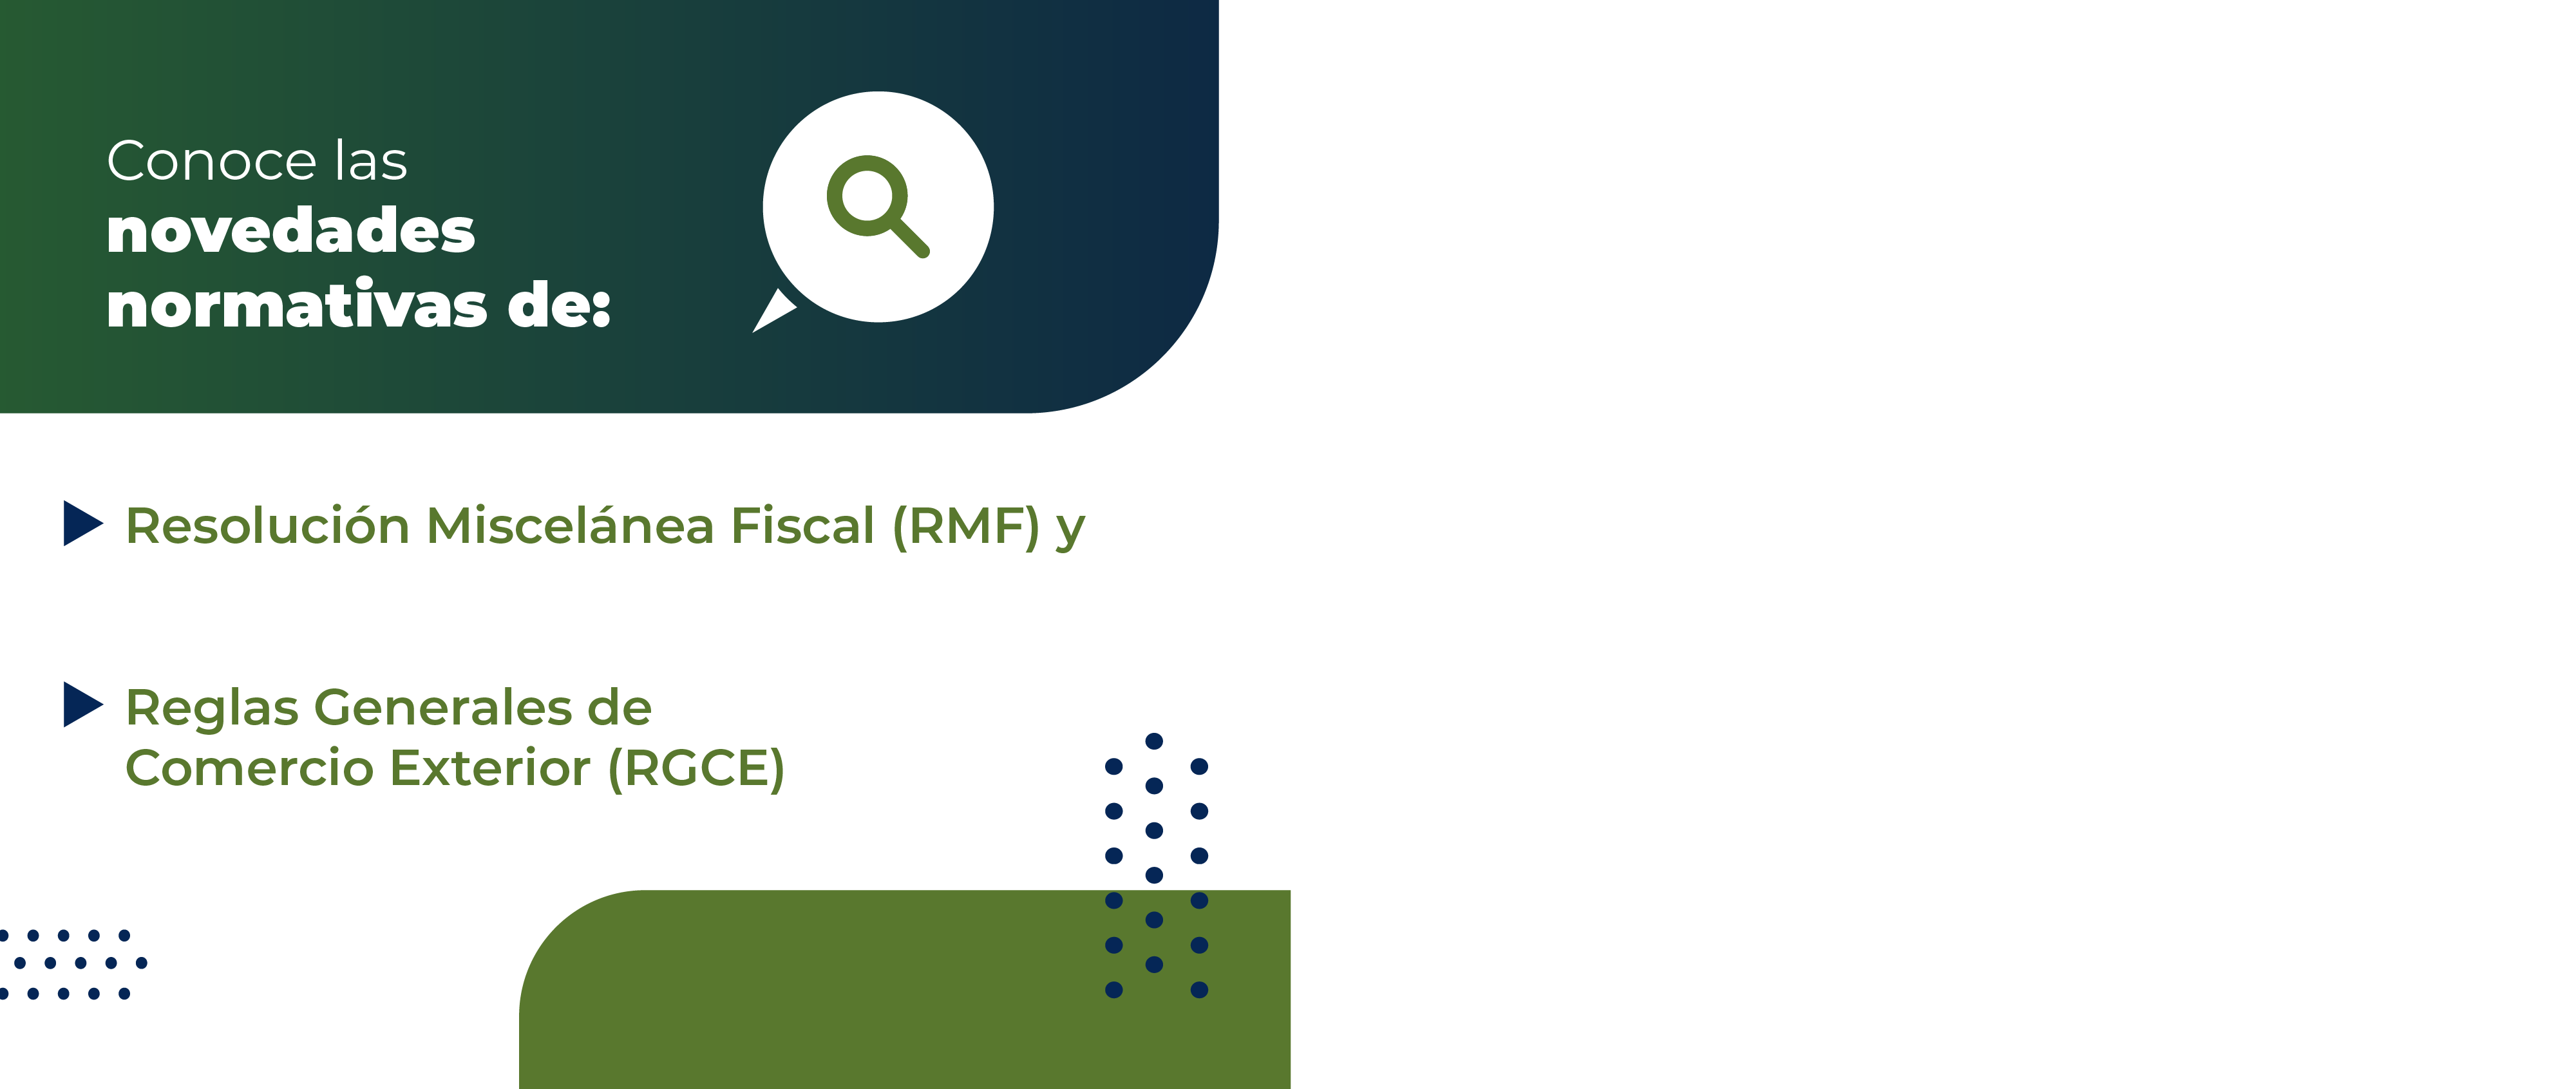 Conoce las
novedades
normativas de:
Resolución Miscelánea Fiscal (RMF) y
Reglas Generales de
Comercio Exterior (RGCE)